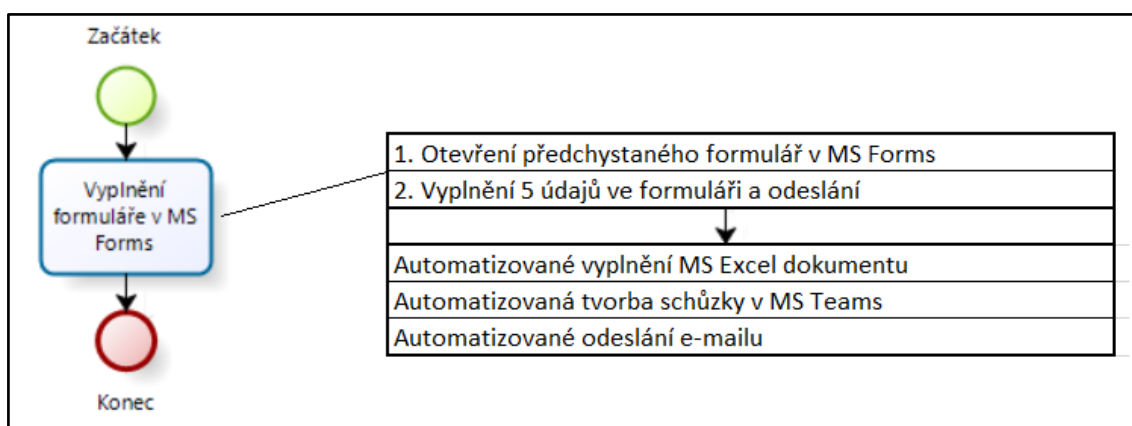 Začátek
Vyplnění
formuláře v MS
Forms
Konec
1. Otevření předchystaného formulář v MS Forms
2. Vyplnění 5 údajů ve formuláři a odeslání
Automatizované vyplnění MS Excel dokumentu
Automatizovaná tvorba schůzky v MS Teams
Automatizované odeslání e-mailu